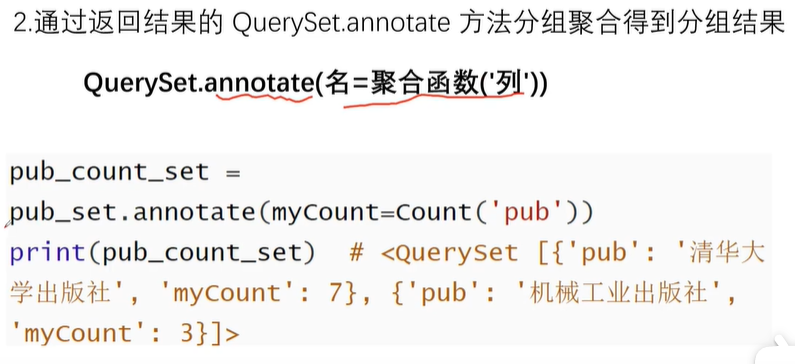 2.通过返回结果的 QuerySet.annotate 方法分组聚合得到分组结果
QuerySet.annotate(名=聚合函数('列'))
pub_count_set =
pub_set.annotate(myCount=Count('pub'))
print(pub_count_set)  # <QuerySet [{'pub': '清华大
学出版社', 'myCount': 7}, {'pub': '机械工业出版社',
'myCount': 3}]>